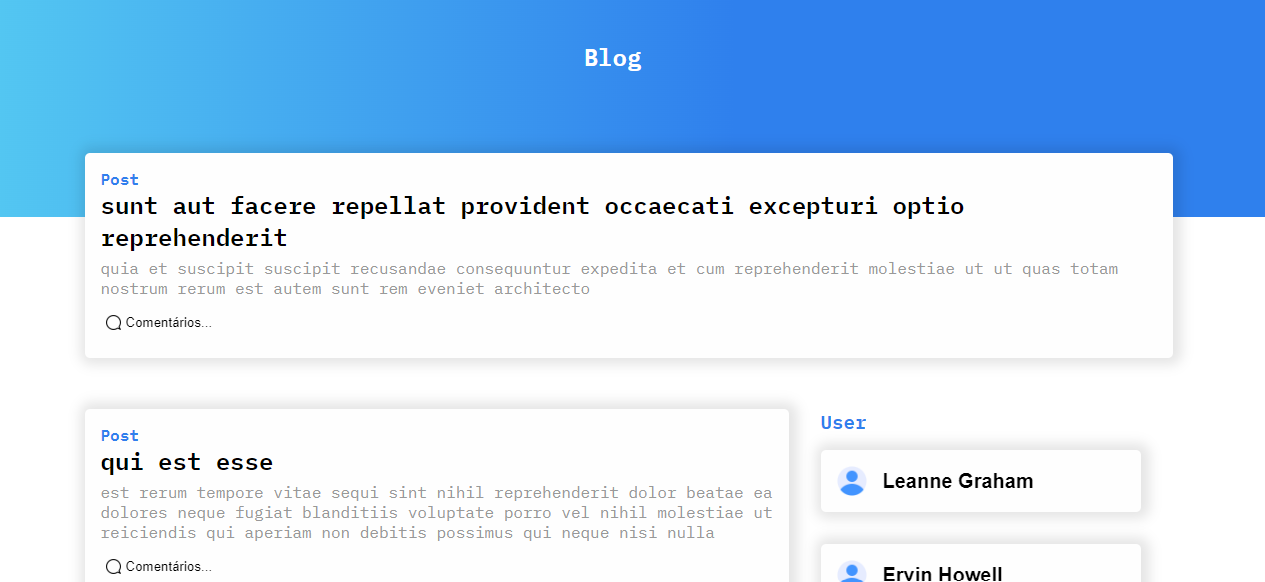 Blog
Post
sunt aut facere repellat provident occaecati excepturi optio
reprehenderit
quia et suscipit suscipit recusandae consequuntur expedita et cum reprehenderit molestiae ut ut quas totam
nostrum rerum est autem sunt rem eveniet architecto
Comentários...
Post
qui est esse
est rerum tempore vitae sequi sint nihil reprehenderit dolor beatae ea
dolores neque fugiat blanditiis voluptate porro vel nihil molestiae ut
reiciendis qui aperiam non debitis possimus qui neque nisi nulla
Comentários...
User
Leanne Graham
Ervin Howell